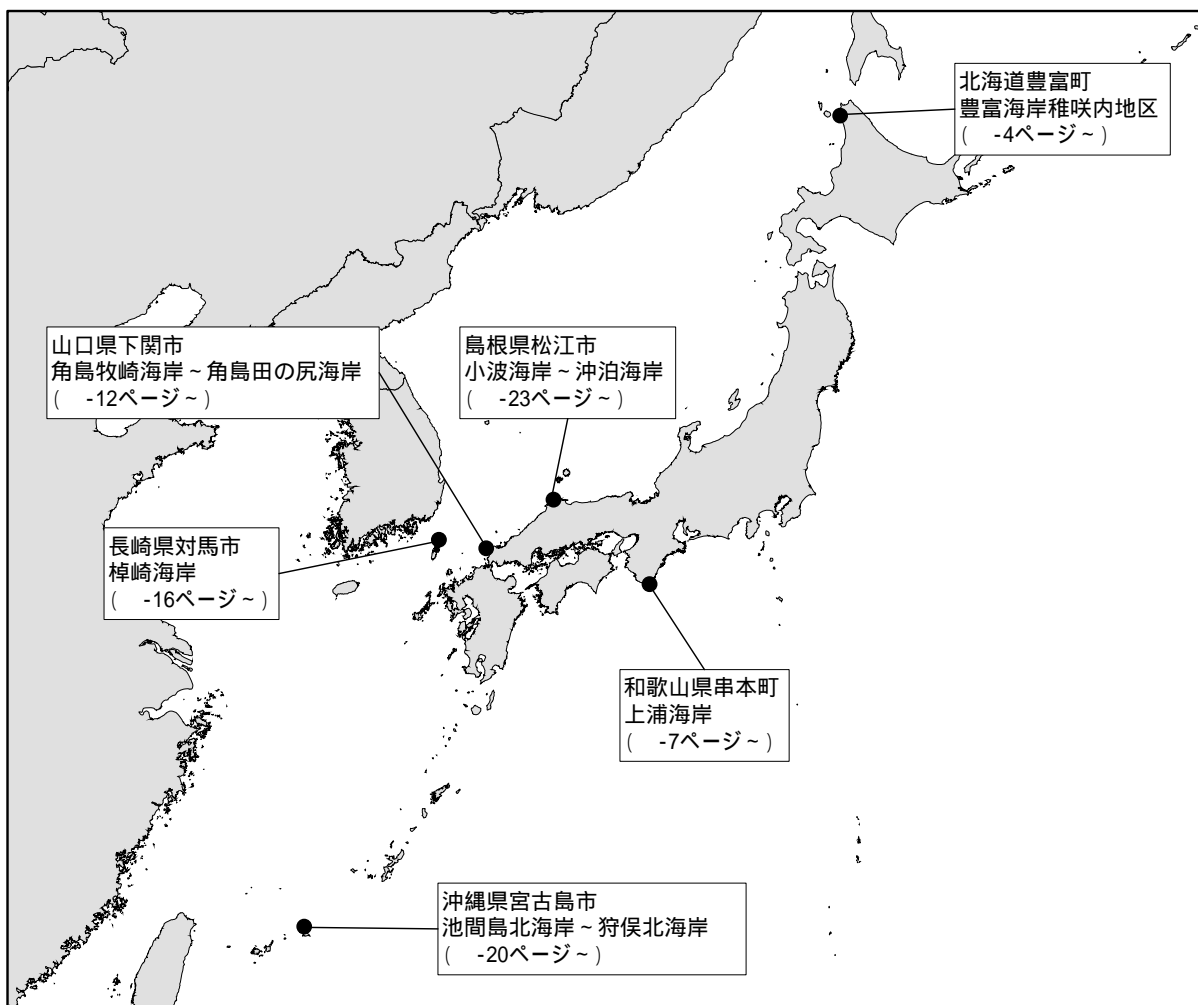 北海道豊富町
豊富海岸稚咲内地区
( -4ページ~)
山口県下関市
角島牧崎海岸~角島田の尻海岸
( -12ページ~)
島根県松江市
小波海岸~沖泊海岸
( -23ページ~)
長崎県対馬市
棹崎海岸
( -16ページ~)
和歌山県串本町
上浦海岸
( -7ページ~)
沖縄県宮古島市
池間島北海岸~狩俣北海岸
( -20ページ~)